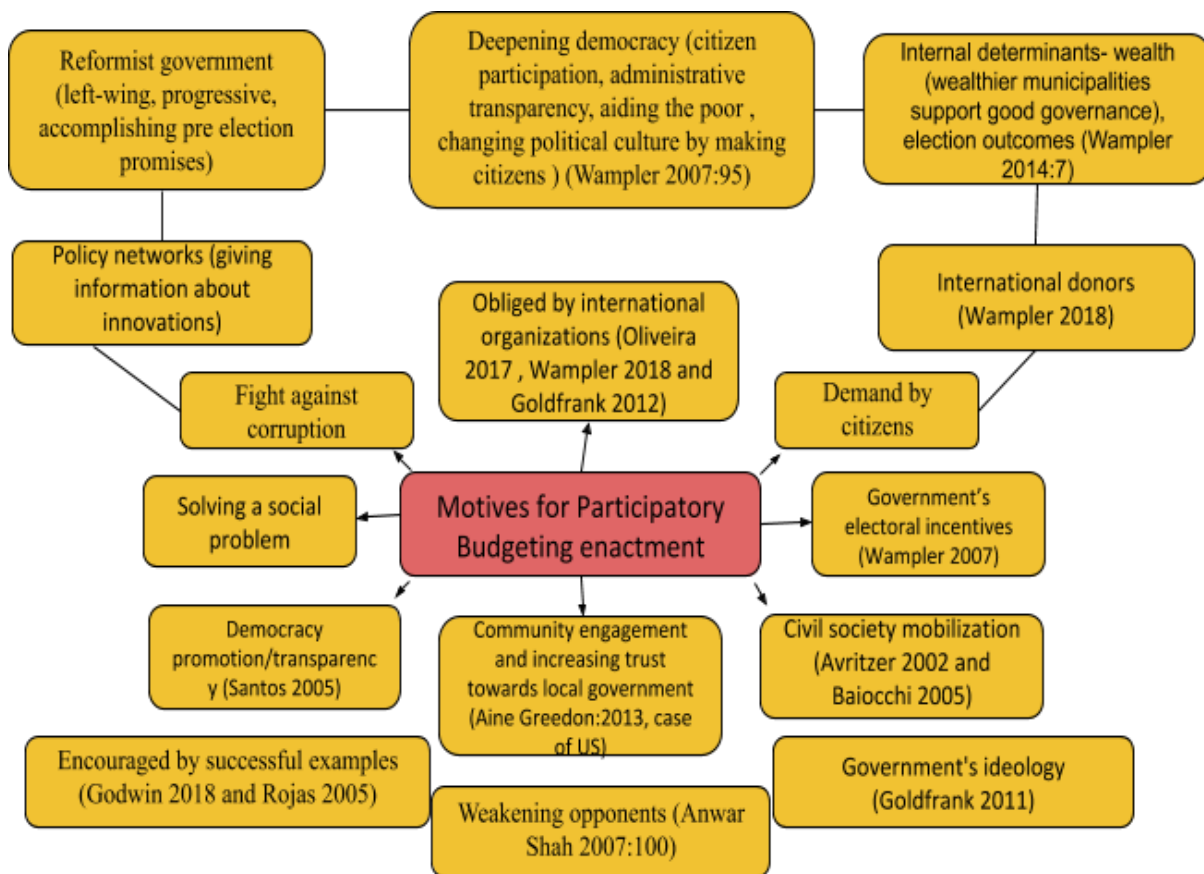 Reformist government
(left-wing, progressive,
accomplishing pre election
promises)
Deepening democracy (citizen
participation, administrative
transparency, aiding the poor ,
changing political culture by making
citizens ) (Wampler 2007:95)
Internal determinants- wealth
(wealthier municipalities
support good governance),
election outcomes (Wampler
2014:7)
Policy networks (giving
information about
innovations)
Obliged by international
organizations (Oliveira
2017 , Wampler 2018 and
Goldfrank 2012)
International donors
(Wampler 2018)
Fight against
corruption
Demand by
citizens
Solving a social
problem
Motives for Participatory
Budgeting enactment
Government’s
electoral incentives
(Wampler 2007)
Democracy
promotion/transparenc
y (Santos 2005)
Community engagement
and increasing trust
towards local government
(Aine Greedon:2013, case
of US)
Civil society mobilization
(Avritzer 2002 and
Baiocchi 2005)
Encouraged by successful examples
(Godwin 2018 and Rojas 2005)
Weakening opponents (Anwar
Shah 2007:100)
Government's ideology
(Goldfrank 2011)